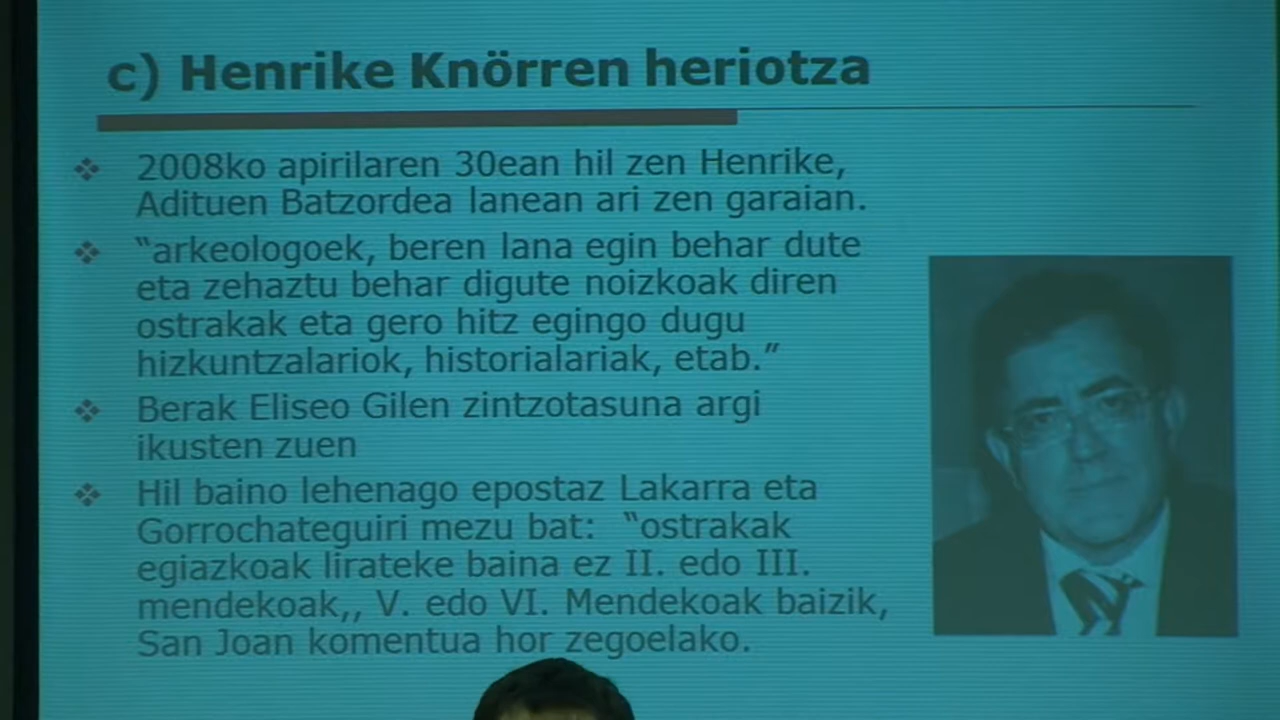 c) Henrike Knörren heriotza
2008ko apirilaren 30ean hil zen Henrike,
Adituen Batzordea lanean ari zen garaian.
“arkeologoek, beren lana egin behar dute
eta zehaztu behar digute noizkoak diren
ostrakak eta gero hitz egingo dugu
hizkuntzalariok, historialariak, etab.”
Berak Eliseo Gilen zintzotasuna argi
ikusten zuen
Hil baino lehenago epostaz Lakarra eta
Gorrochateguiri mezu bat: “ostrakak
egiazkoak lirateke baina ez II. edo III.
mendekoak,, V. edo VI. Mendekoak baizik,
San Joan komentua hor zegoelako.